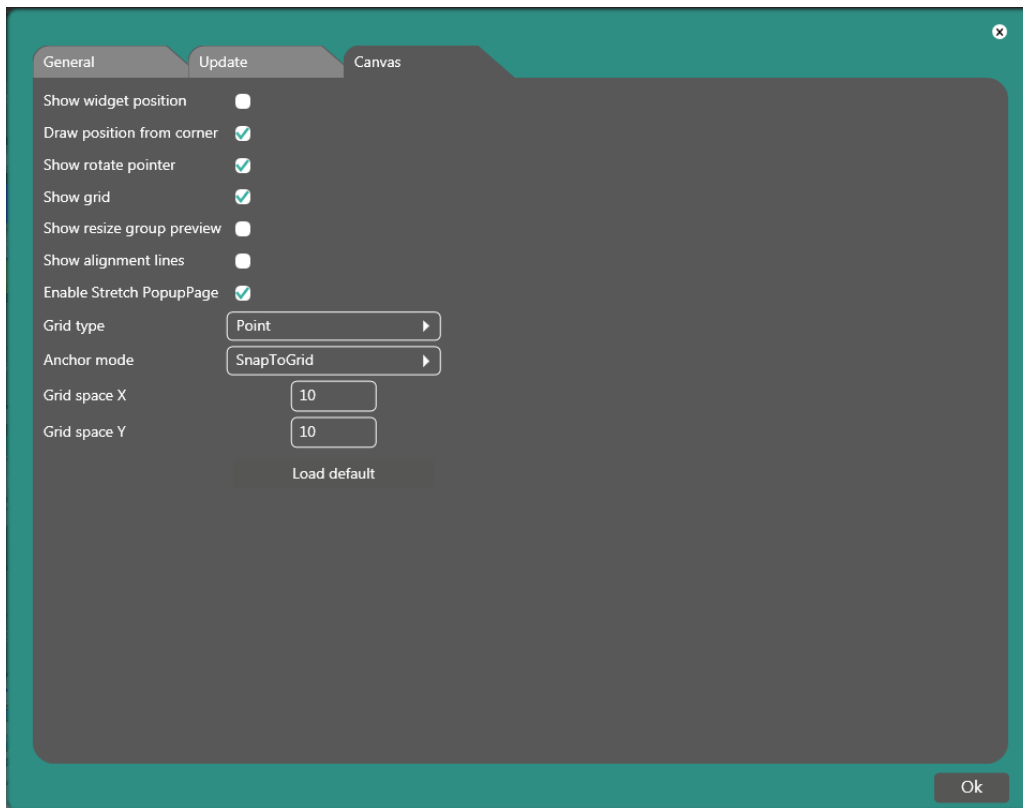 General Update Canvas
Show widget position
Draw position from corner
Show rotate pointer
Show grid
Show resize group preview
Show alignment lines
Enable Stretch PopupPage
Grid type Point
Anchor mode SnapToGrid
Grid space X 10
Grid space Y 10
Load default
Ok